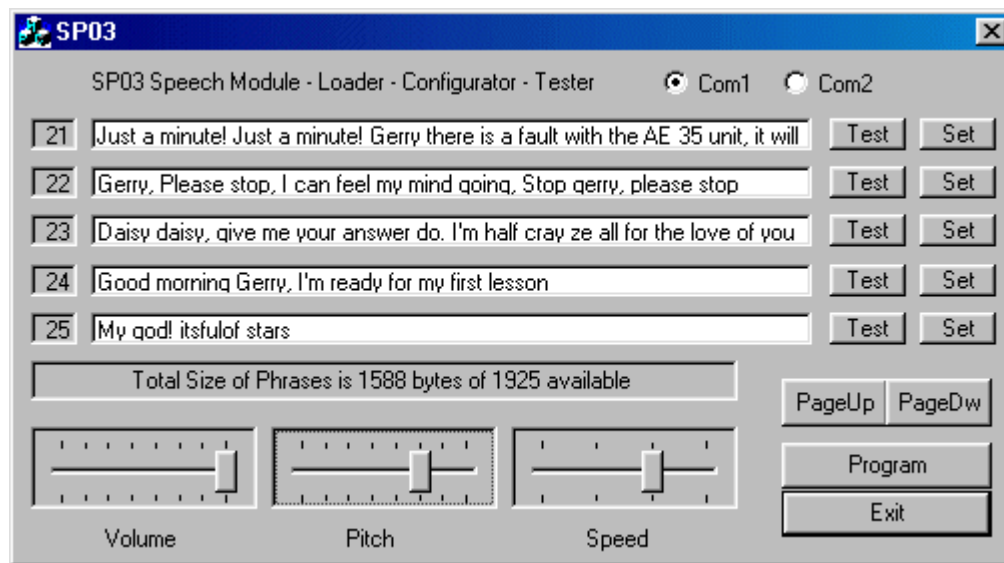 SP03
SP03 Speech Module - Loader - Configurator - Tester Com1 Com2
21 Just a minute! Just a minute! Gerry there is a fault with the AE 35 unit, it will Test Set
22 Gerry, Please stop, I can feel my mind going, Stop gerry, please stop Test Set
23 Daisy daisy, give me your answer do. I'm half cray ze all for the love of you Test Set
24 Good morning Gerry, I'm ready for my first lesson Test Set
25 My god! itsfulof stars Test Set
Total Size of Phrases is 1588 bytes of 1925 available
PageUp PageDw
Program
Exit
Volume Pitch Speed